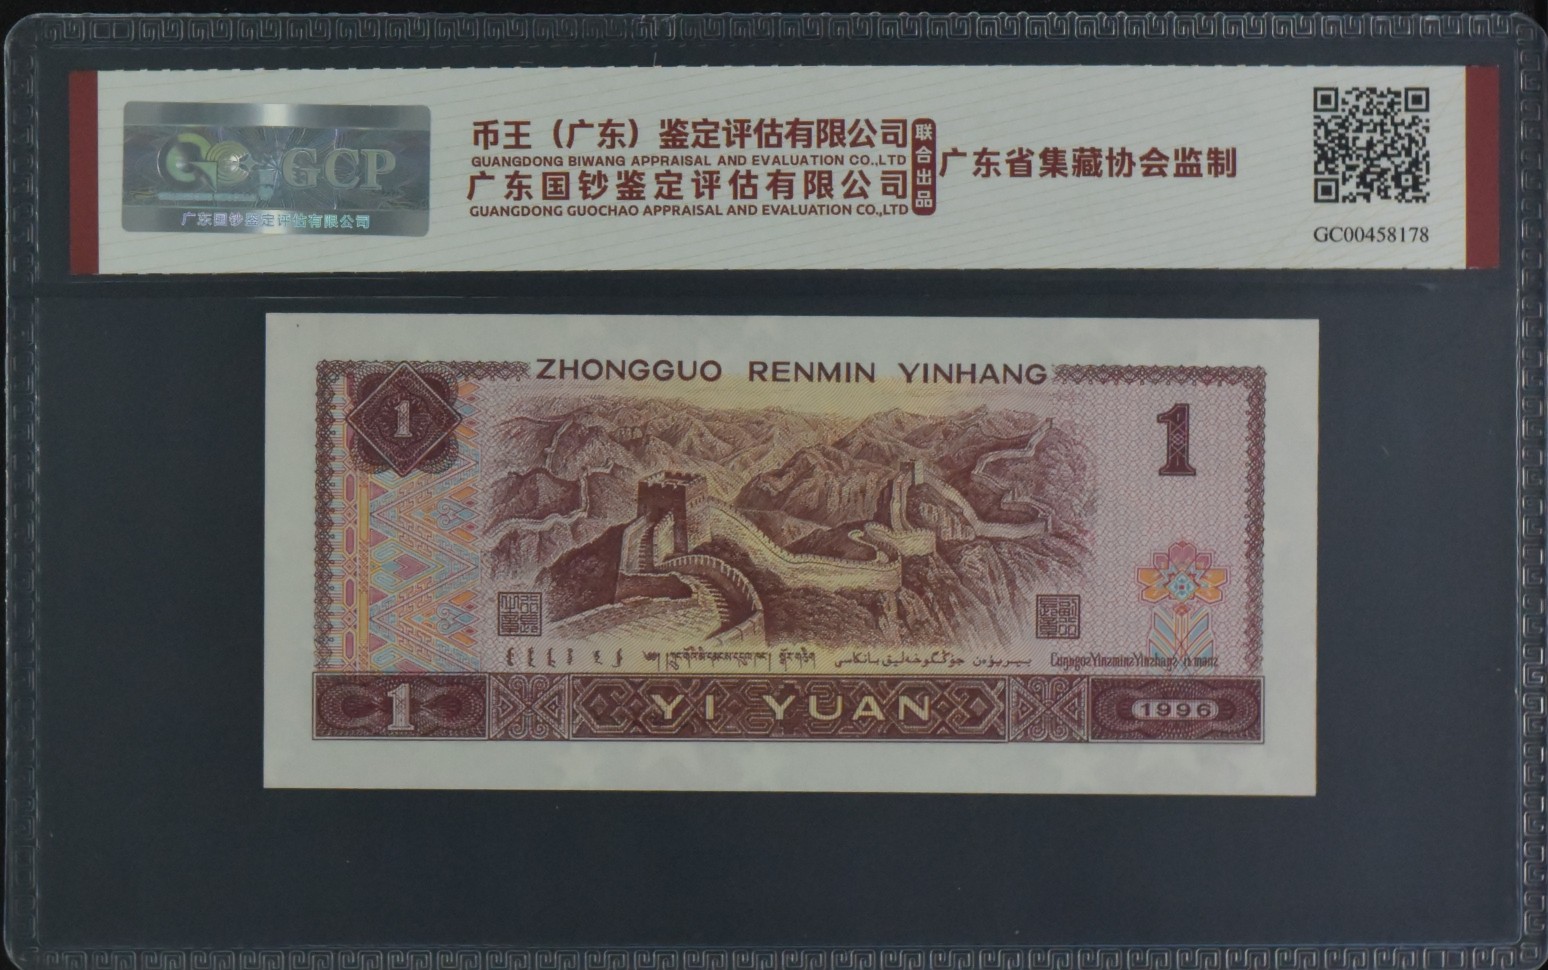 GCP
广东国钞鉴定评估有限公司
币王（广东）鉴定评估有限公司
GUANGDONG BIWANG APPRAISAL AND EVALUATION CO.,LTD
广东国钞鉴定评估有限公司
GUANGDONG GUOCHAO APPRAISAL AND EVALUATION CO.,LTD
联合出品
广东省集藏协会监制
GC00458178
ZHONGGUO RENMIN YINHANG
1
1
1
YI YUAN
1996